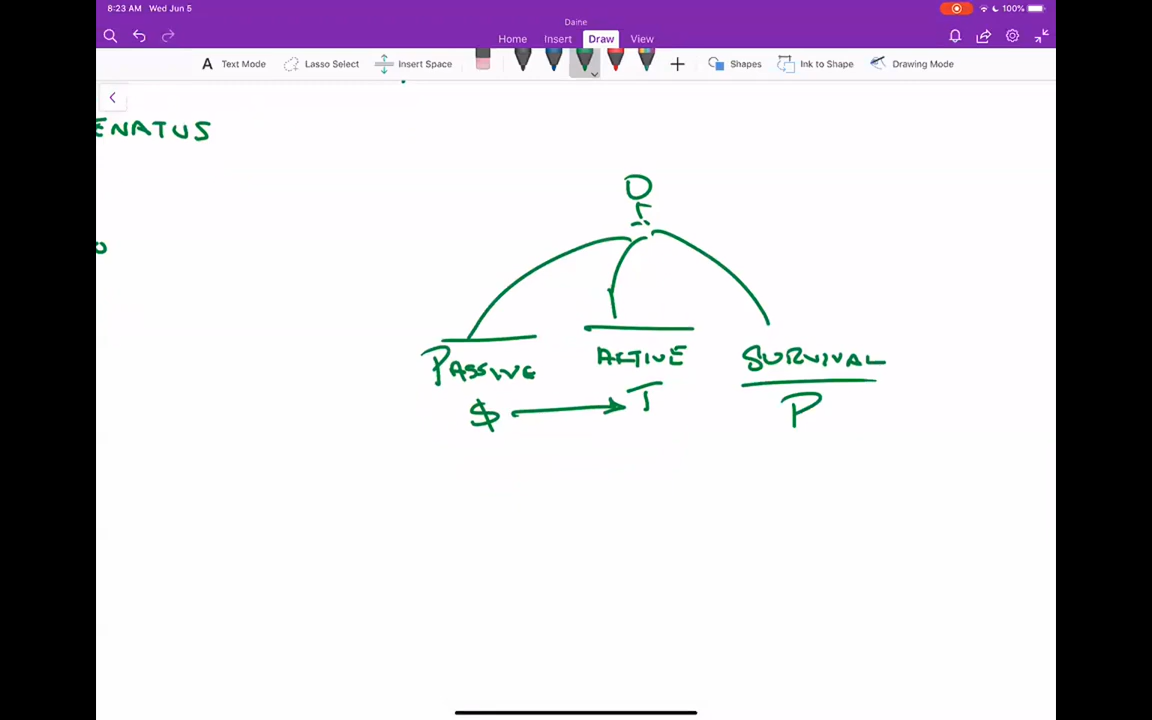 8:23 AM Wed Jun 5
100%
Daine
Home Insert Draw View
Text Mode Lasso Select Insert Space Shapes Ink to Shape Drawing Mode
ENATUS
O
PASSIVE ACTIVE SURVIVAL
$ T P